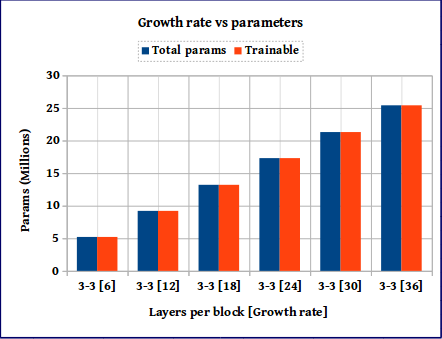 Growth rate vs parameters
Total params Trainable
30
25
20
15
10
5
0
Params (Millions)
3-3 [6] 3-3 [12] 3-3 [18] 3-3 [24] 3-3 [30] 3-3 [36]
Layers per block [Growth rate]